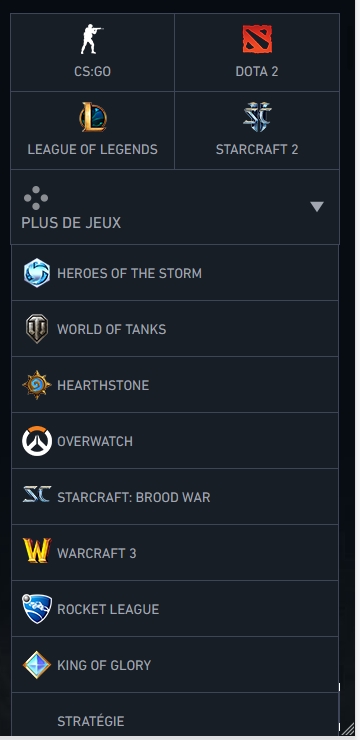 CS:GO
DOTA 2
LEAGUE OF LEGENDS
STARCRAFT 2
PLUS DE JEUX
HEROES OF THE STORM
WORLD OF TANKS
HEARTHSTONE
OVERWATCH
STARCRAFT: BROOD WAR
WARCRAFT 3
ROCKET LEAGUE
KING OF GLORY
STRATÉGIE